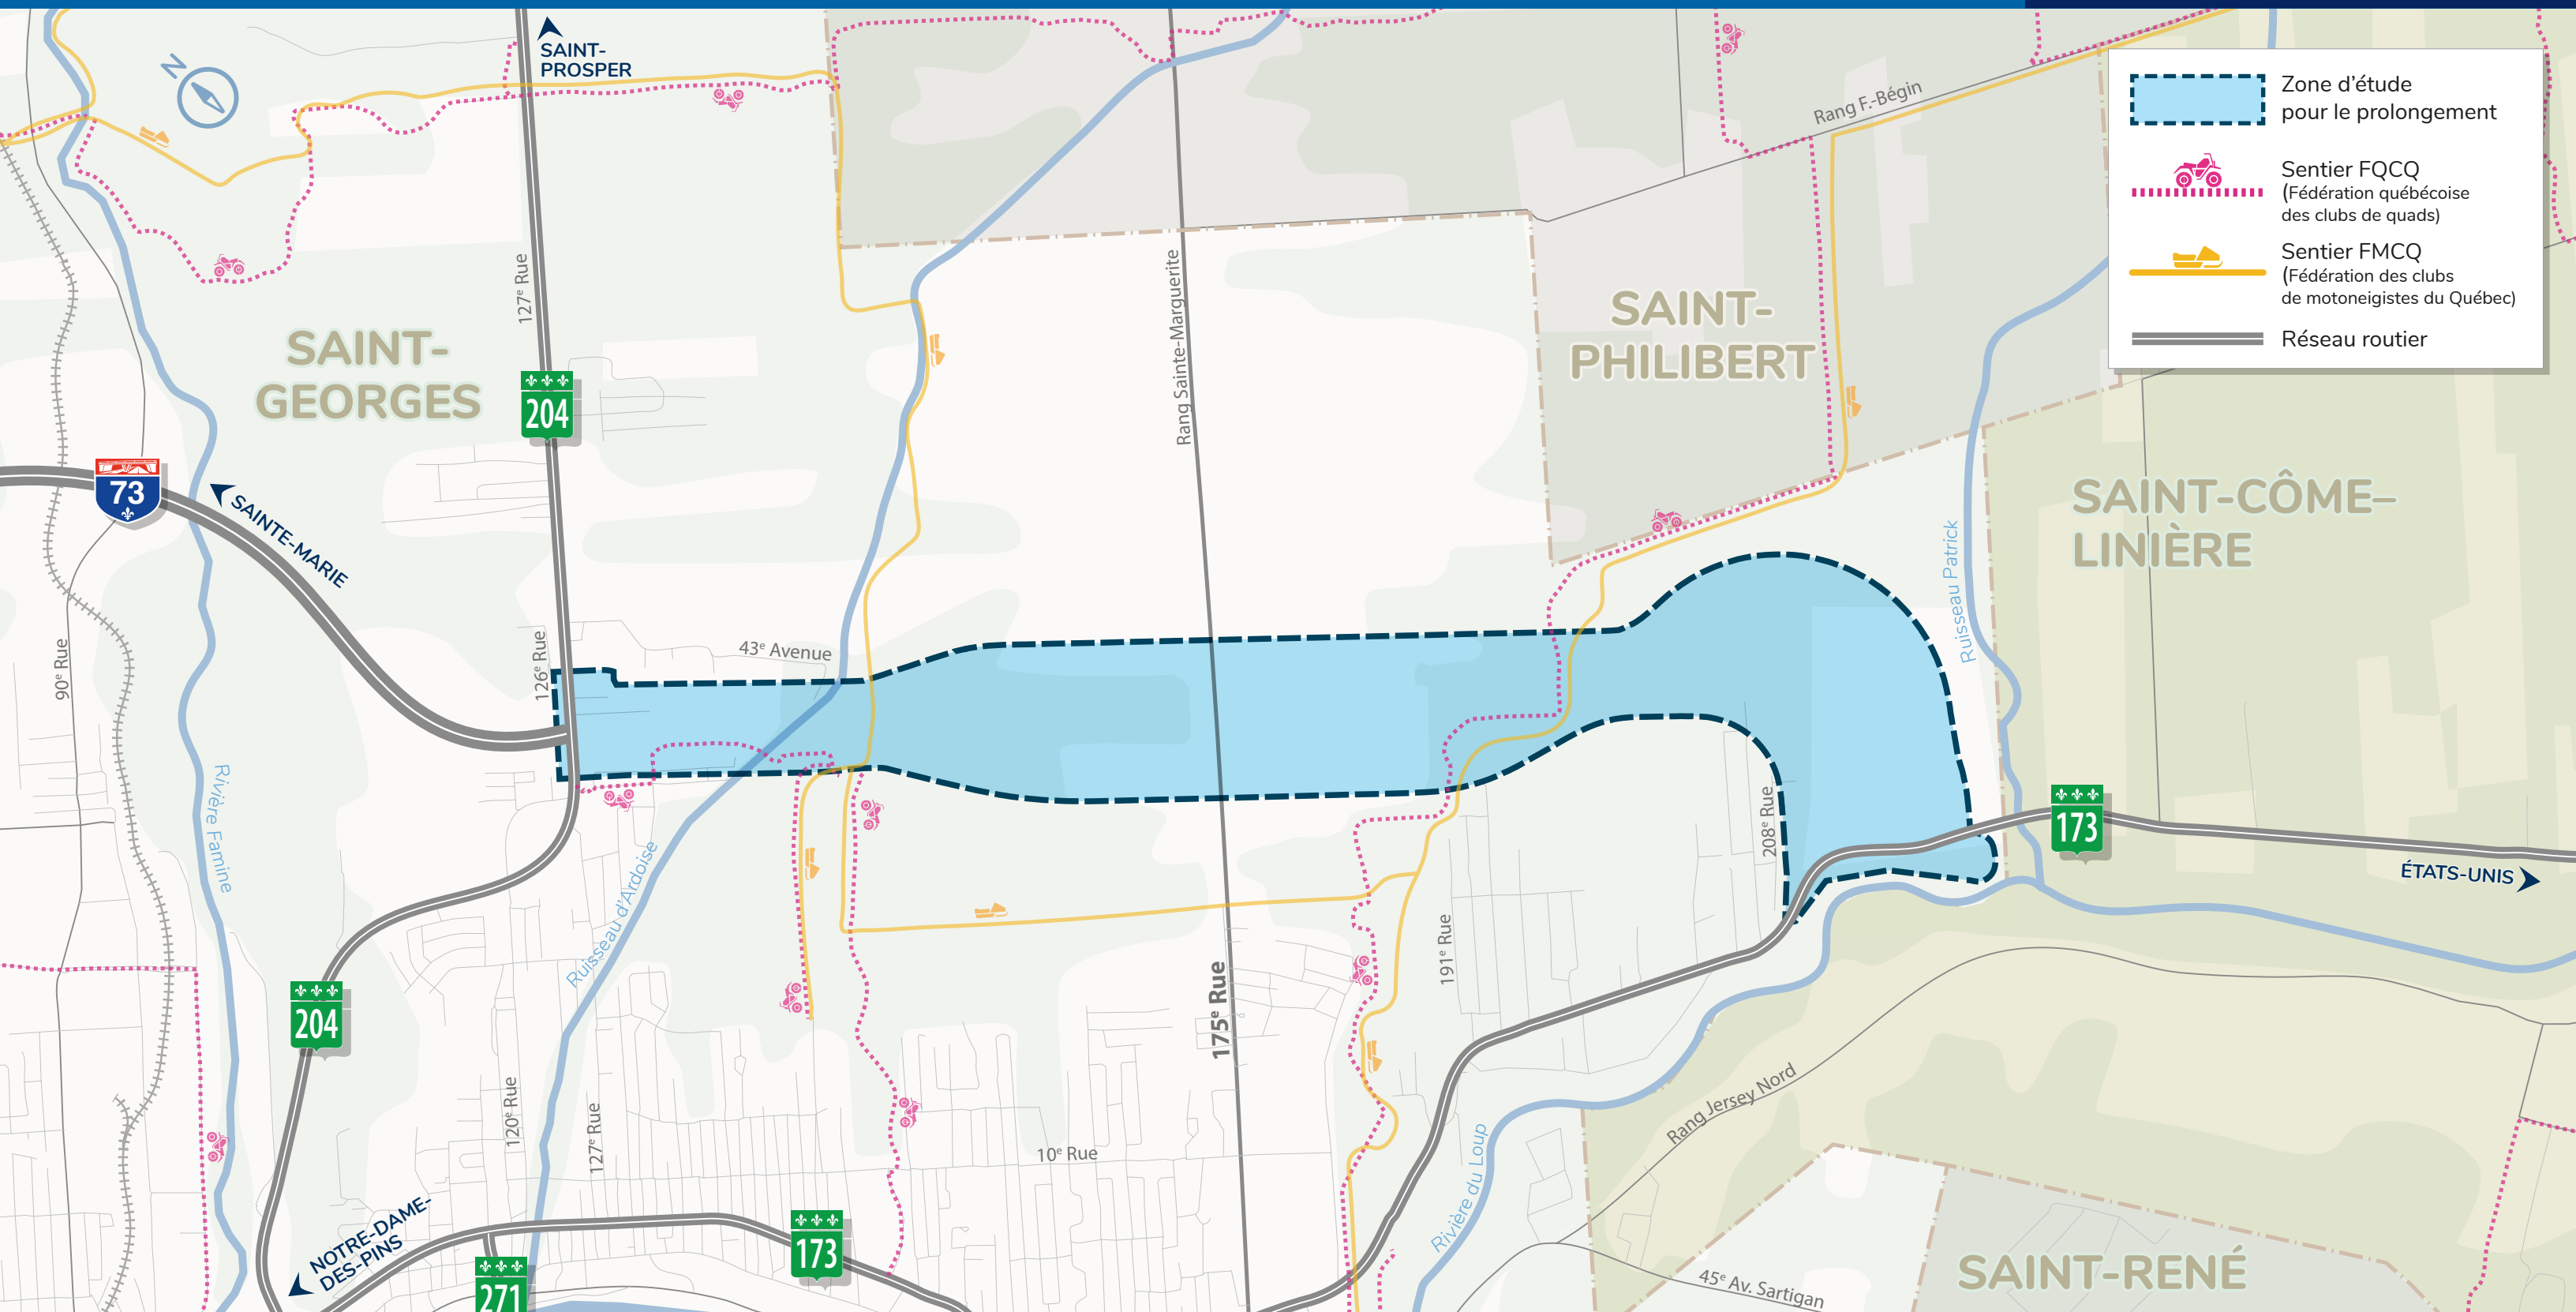 N
SAINT-
PROSPER
Rang F.-Bégin
Zone d'étude
pour le prolongement
Sentier FQCQ
(Fédération québécoise
des clubs de quads)
Sentier FMCQ
(Fédération des clubs
de motoneigistes du Québec)
Réseau routier
127e Rue
Rang Sainte-Marguerite
SAINT-
GEORGES
SAINT-
PHILIBERT
204
73
SAINTE-MARIE
SAINT-CÔME–
LINIÈRE
Ruisseau Patrick
90e Rue
126e Rue
43e Avenue
Rivière Famine
Ruisseau d'Ardoise
208e Rue
173
ÉTATS-UNIS
191e Rue
175e Rue
204
120e Rue
127e Rue
10e Rue
Rang Jersey Nord
Rivière du Loup
NOTRE-DAME-
DES-PINS
271
173
45e Av. Sartigan
SAINT-RENÉ